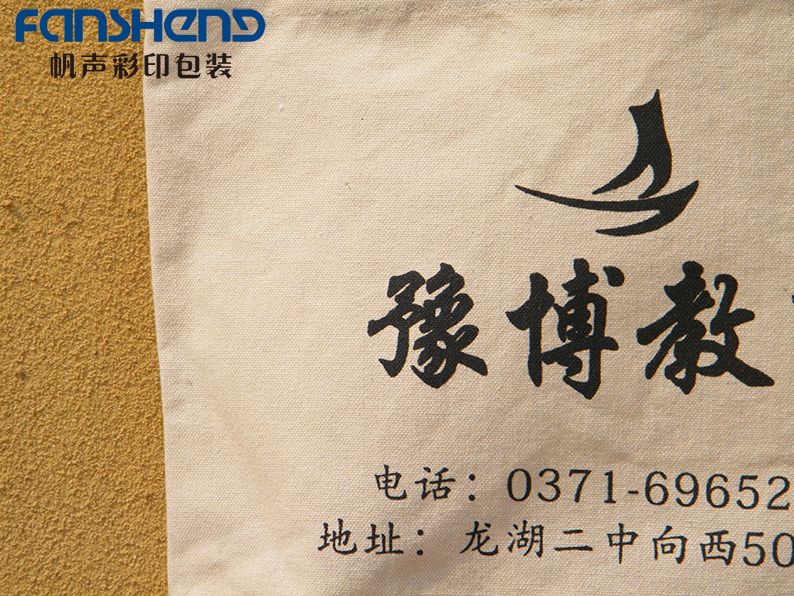 FANSHENG
帆声彩印包装
豫博教
电话：0371-69652
地址：龙湖二中向西50